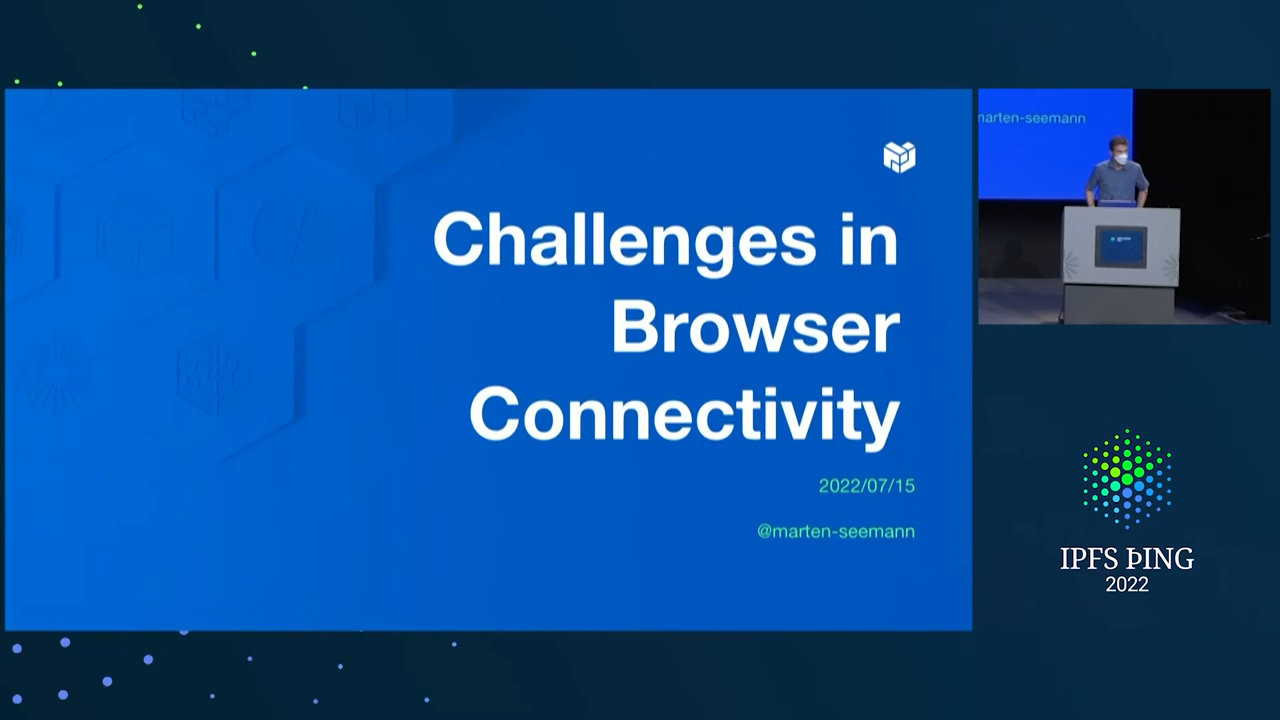 Challenges in
Browser
Connectivity
2022/07/15
@marten-seemann
marten-seemann
IPFS ÞING
2022